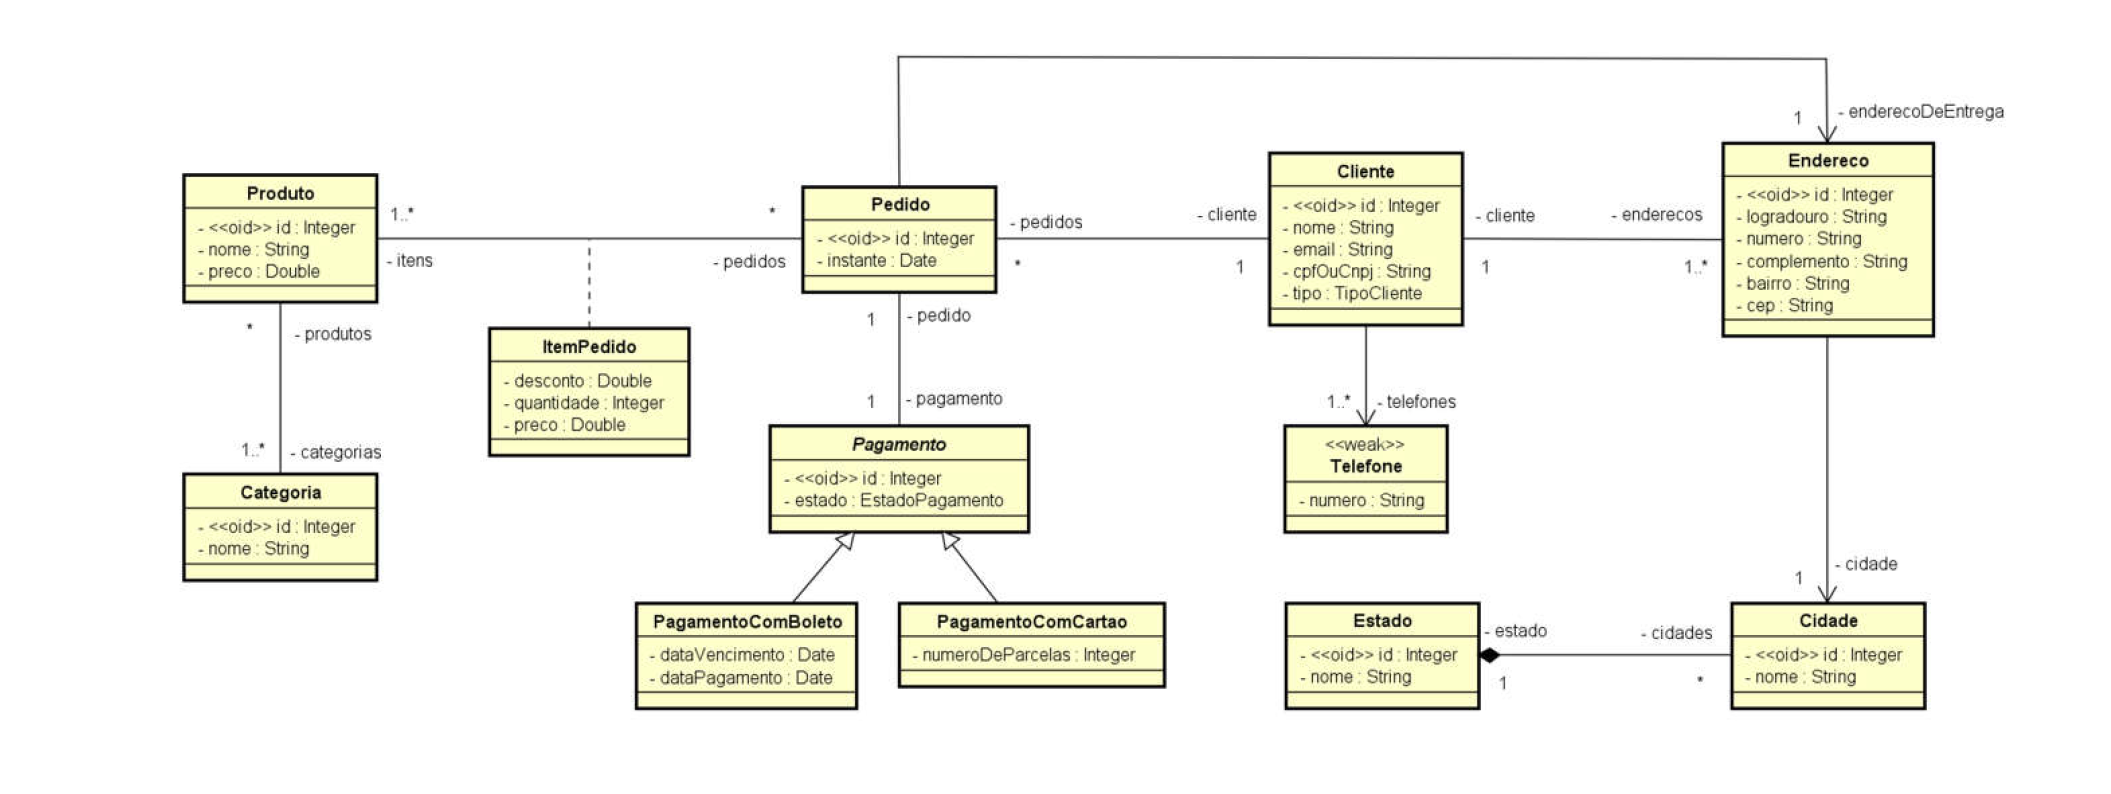 - enderecoDeEntrega
1
Endereco
- <<oid>> id : Integer
- logradouro : String
- numero : String
- complemento : String
- bairro : String
- cep : String
Cliente
- <<oid>> id : Integer
- nome : String
- email : String
- cpfOuCnpj : String
- tipo : TipoCliente
Produto
- <<oid>> id : Integer
- nome : String
- preco : Double
Pedido
- <<oid>> id : Integer
- instante : Date
1..*
*
- itens
- pedidos
- pedidos
- cliente
*
1
- cliente
- enderecos
1
1..*
*
- produtos
1..*
- categorias
ItemPedido
- desconto : Double
- quantidade : Integer
- preco : Double
1
- pedido
1
- pagamento
Pagamento
- <<oid>> id : Integer
- estado : EstadoPagamento
1..*
- telefones
<<weak>>
Telefone
- numero : String
Categoria
- <<oid>> id : Integer
- nome : String
- cidade
1
PagamentoComBoleto
- dataVencimento : Date
- dataPagamento : Date
PagamentoComCartao
- numeroDeParcelas : Integer
Estado
- <<oid>> id : Integer
- nome : String
- estado
- cidades
1
*
Cidade
- <<oid>> id : Integer
- nome : String